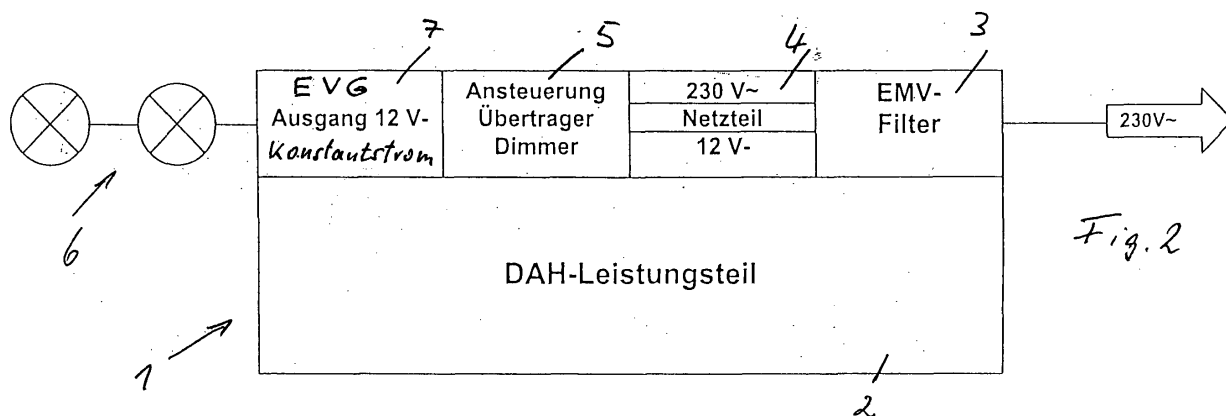 7
5
4
3
EVG
Ausgang 12 V-
Konstantstrom
Ansteuerung
Übertrager
Dimmer
230 V~
Netzteil
12 V-
EMV-
Filter
230V~
6
Fig. 2
DAH-Leistungsteil
1
2